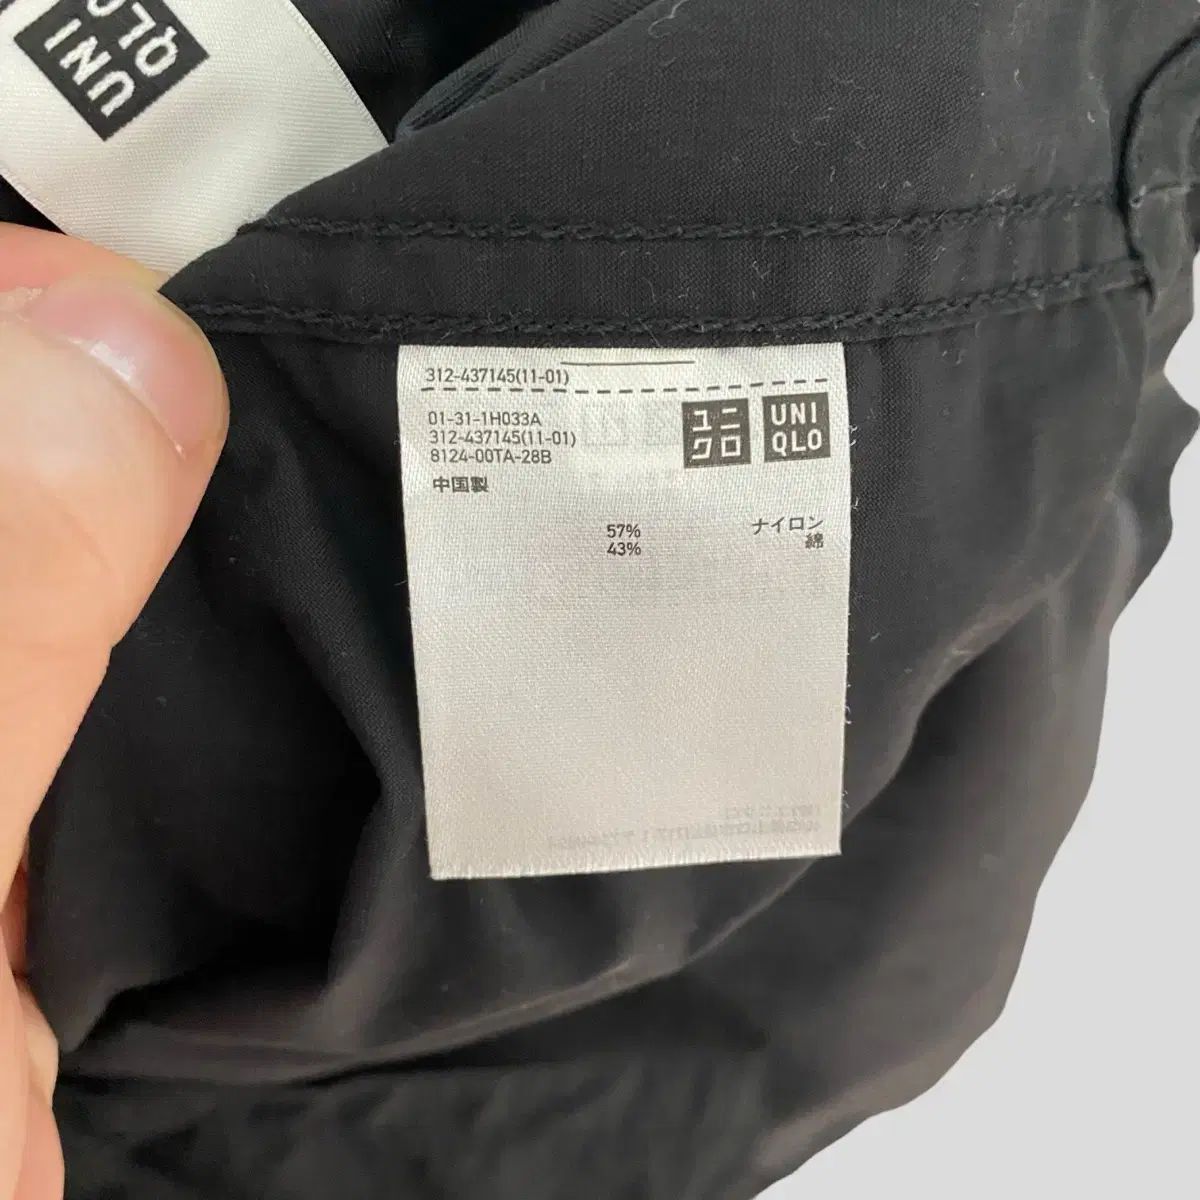 UNI
QLO
312-437145(11-01)
01-31-1H033A
312-437145(11-01)
8124-00TA-28B
ユニ
クロ
UNI
QLO
中国製
57% ナイロン
43% 綿